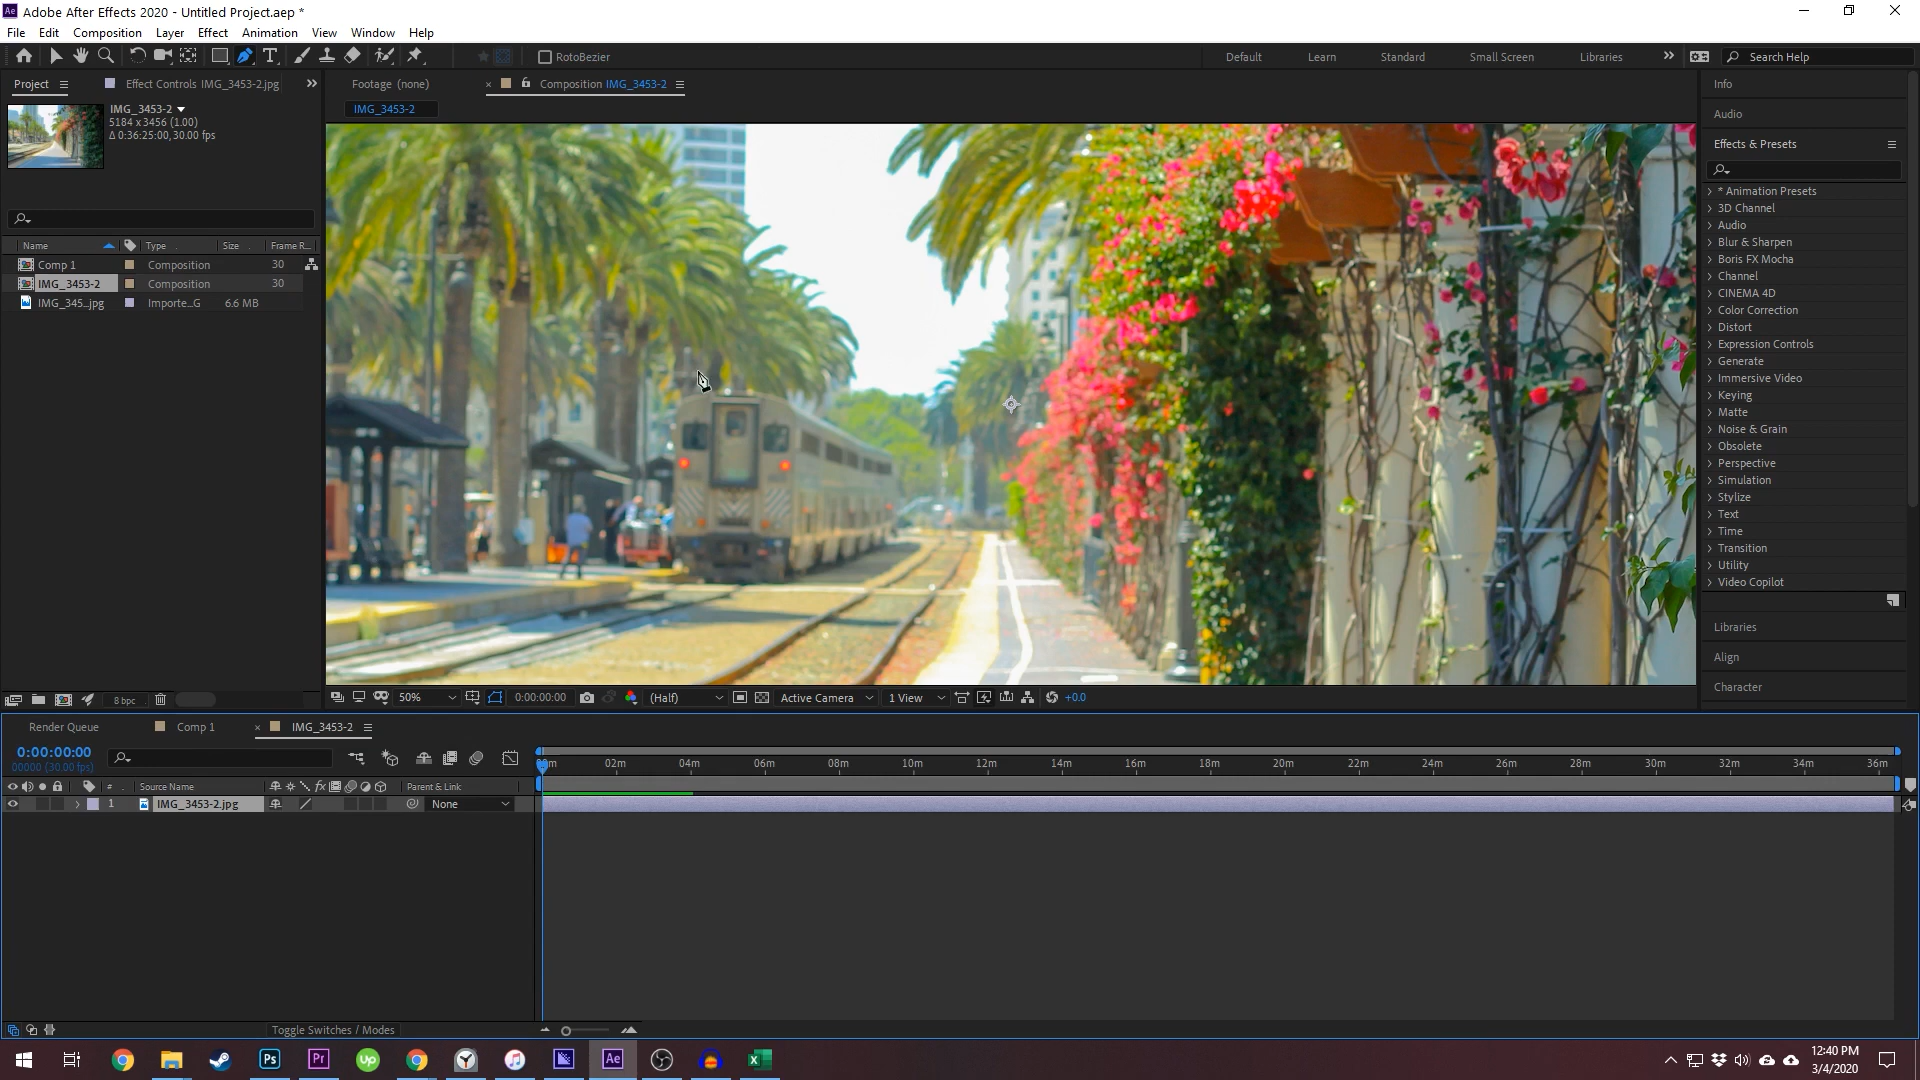 Adobe After Effects 2020 - Untitled Project.aep *
File Edit Composition Layer Effect Animation View Window Help
RotoBezier
Default Learn Standard Small Screen Libraries
Search Help
Project
Effect Controls IMG_3453-2.jpg
Footage (none)
Composition IMG_3453-2
IMG_3453-2
IMG_3453-2
5184 x 3456 (1.00)
Δ 0:36:25:00, 30.00 fps
Name Type Size Frame R...
Comp 1 Composition 30
IMG_3453-2 Composition 30
IMG_345..jpg Importe..G 6.6 MB
8 bpc
50%
0:00:00:00
(Half)
Active Camera
1 View
+0.0
Info
Audio
Effects & Presets
* Animation Presets
3D Channel
Audio
Blur & Sharpen
Boris FX Mocha
Channel
CINEMA 4D
Color Correction
Distort
Expression Controls
Generate
Immersive Video
Keying
Matte
Noise & Grain
Obsolete
Perspective
Simulation
Stylize
Text
Time
Transition
Utility
Video Copilot
Libraries
Align
Character
Render Queue
Comp 1
IMG_3453-2
0:00:00:00
00000 (30.00 fps)
02m 04m 06m 08m 10m 12m 14m 16m 18m 20m 22m 24m 26m 28m 30m 32m 34m 36m
# Source Name fx Parent & Link
1 IMG_3453-2.jpg None
Toggle Switches / Modes
Ps Pr Up Ae
12:40 PM
3/4/2020